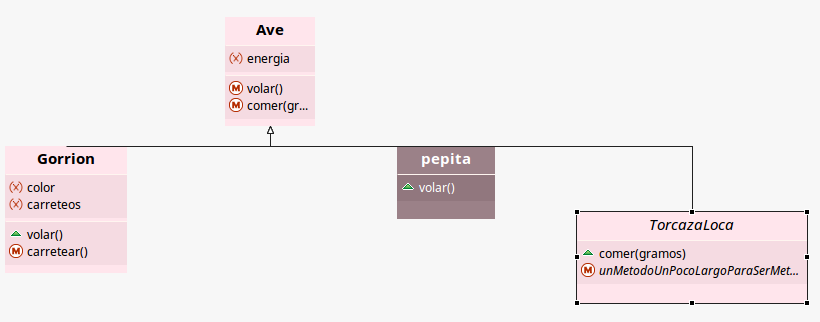 Ave
(x) energia
M volar()
M comer(gr...
Gorrion
(x) color
(x) carreteos
volar()
M carretear()
pepita
volar()
TorcazaLoca
comer(gramos)
M unMetodoUnPocoLargoParaSerMet...